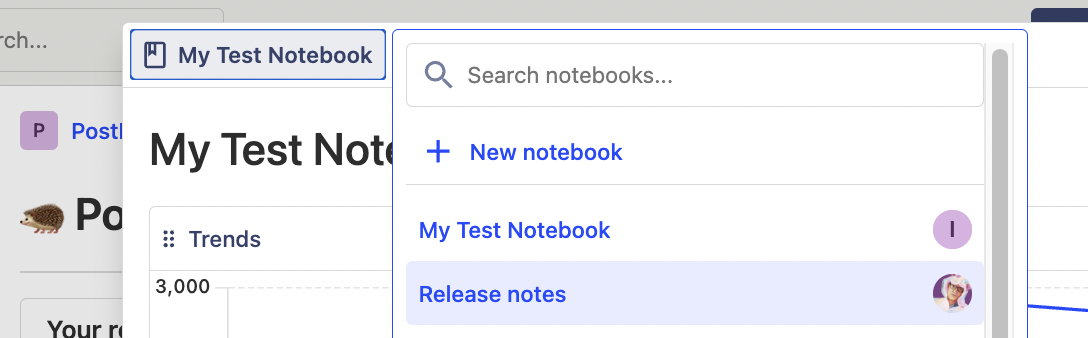 rch...
My Test Notebook
Search notebooks...
P
Post
New notebook
My Test Note
My Test Notebook
I
Po
Trends
Release notes
3,000
Your r